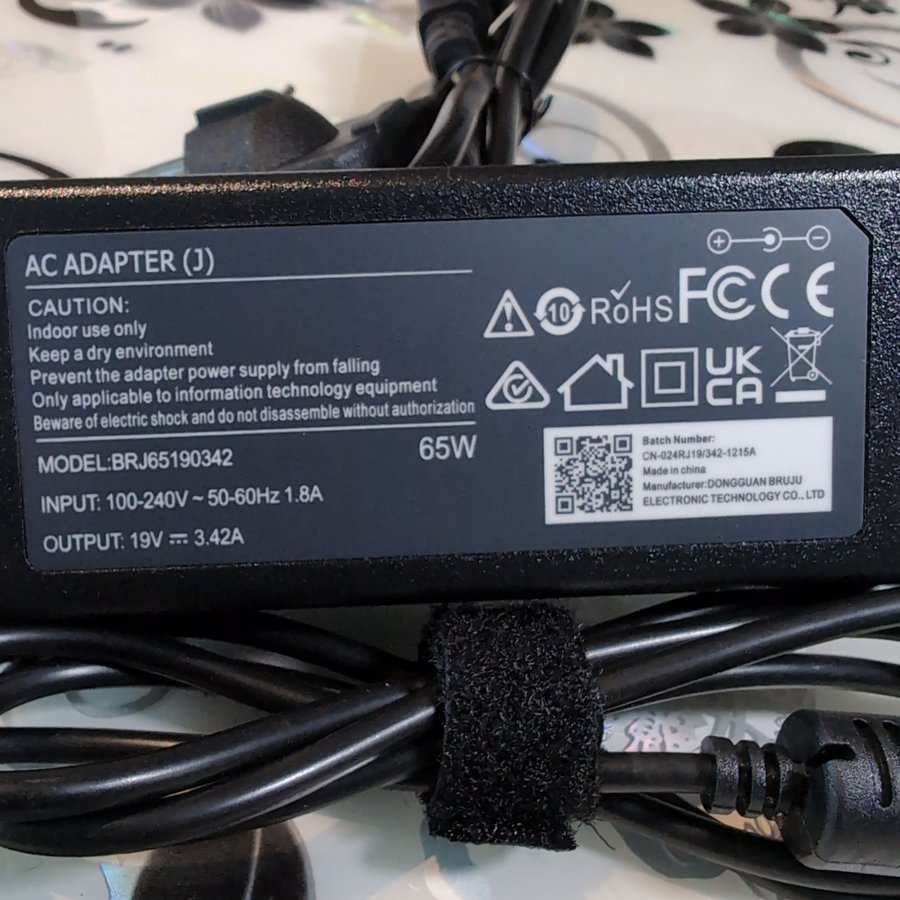 AC ADAPTER (J)
CAUTION:
Indoor use only
Keep a dry environment
Prevent the adapter power supply from falling
Only applicable to information technology equipment
Beware of electric shock and do not disassemble without authorization
MODEL:BRJ65190342
65W
INPUT: 100-240V ~ 50-60Hz 1.8A
OUTPUT: 19V ⎓ 3.42A
10
RoHS
FC
CE
UK
CA
Batch Number:
CN-024RJ19/342-1215A
Made in china
Manufacturer:DONGGUAN BRUJU
ELECTRONIC TECHNOLOGY CO., LTD